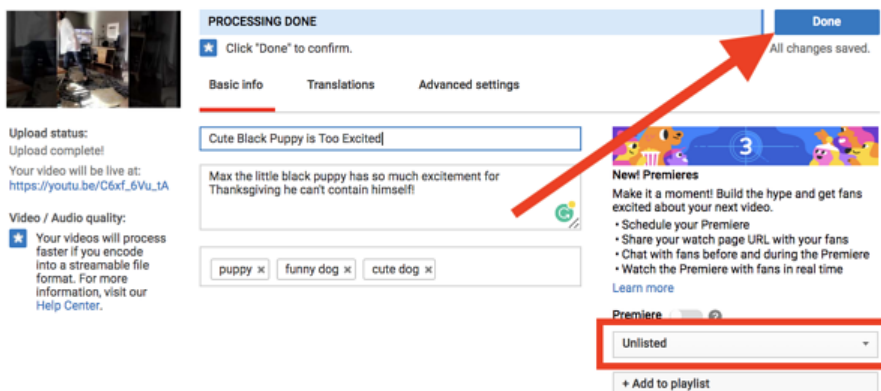 PROCESSING DONE
Done
Click "Done" to confirm.
All changes saved.
Basic info
Translations
Advanced settings
Upload status:
Upload complete!
Your video will be live at:
https://youtu.be/C6xf_6Vu_tA
Video / Audio quality:
Your videos will process
faster if you encode
into a streamable file
format. For more
information, visit our
Help Center.
Cute Black Puppy is Too Excited
Max the little black puppy has so much excitement for
Thanksgiving he can't contain himself!
puppy ×
funny dog ×
cute dog ×
3
New! Premieres
Make it a moment! Build the hype and get fans
excited about your next video.
• Schedule your Premiere
• Share your watch page URL with your fans
• Chat with fans before and during the Premiere
• Watch the Premiere with fans in real time
Learn more
Premiere ?
Unlisted
+ Add to playlist